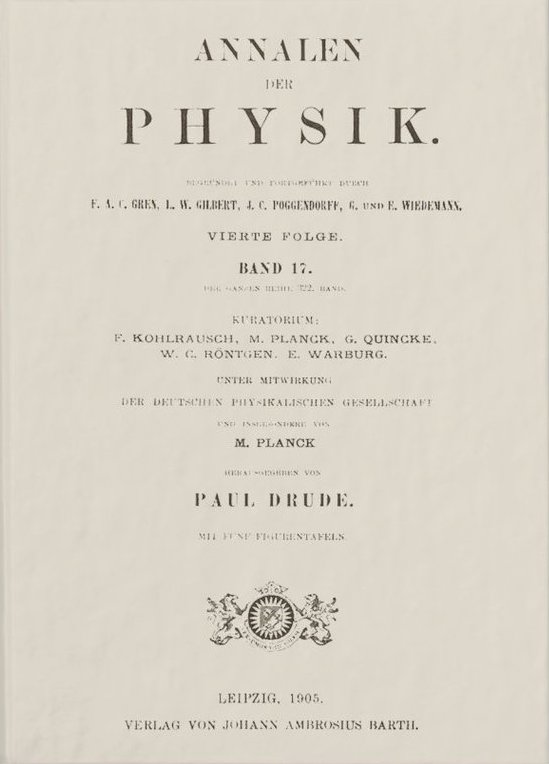 ANNALEN
DER
PHYSIK.
BEGRÜNDET UND FORTGEFÜHRT DURCH
F. A. C. GREN, L. W. GILBERT, J. C. POGGENDORFF, G. UND E. WIEDEMANN.
VIERTE FOLGE.
BAND 17.
DER GANZEN REIHE 322. BAND.
KURATORIUM:
F. KOHLRAUSCH, M. PLANCK, G. QUINCKE,
W. C. RÖNTGEN, E. WARBURG.
UNTER MITWIRKUNG
DER DEUTSCHEN PHYSIKALISCHEN GESELLSCHAFT
UND INSBESONDERE VON
M. PLANCK
HERAUSGEGEBEN VON
PAUL DRUDE.
MIT FÜNF FIGURENTAFELN.
LEIPZIG, 1905.
VERLAG VON JOHANN AMBROSIUS BARTH.